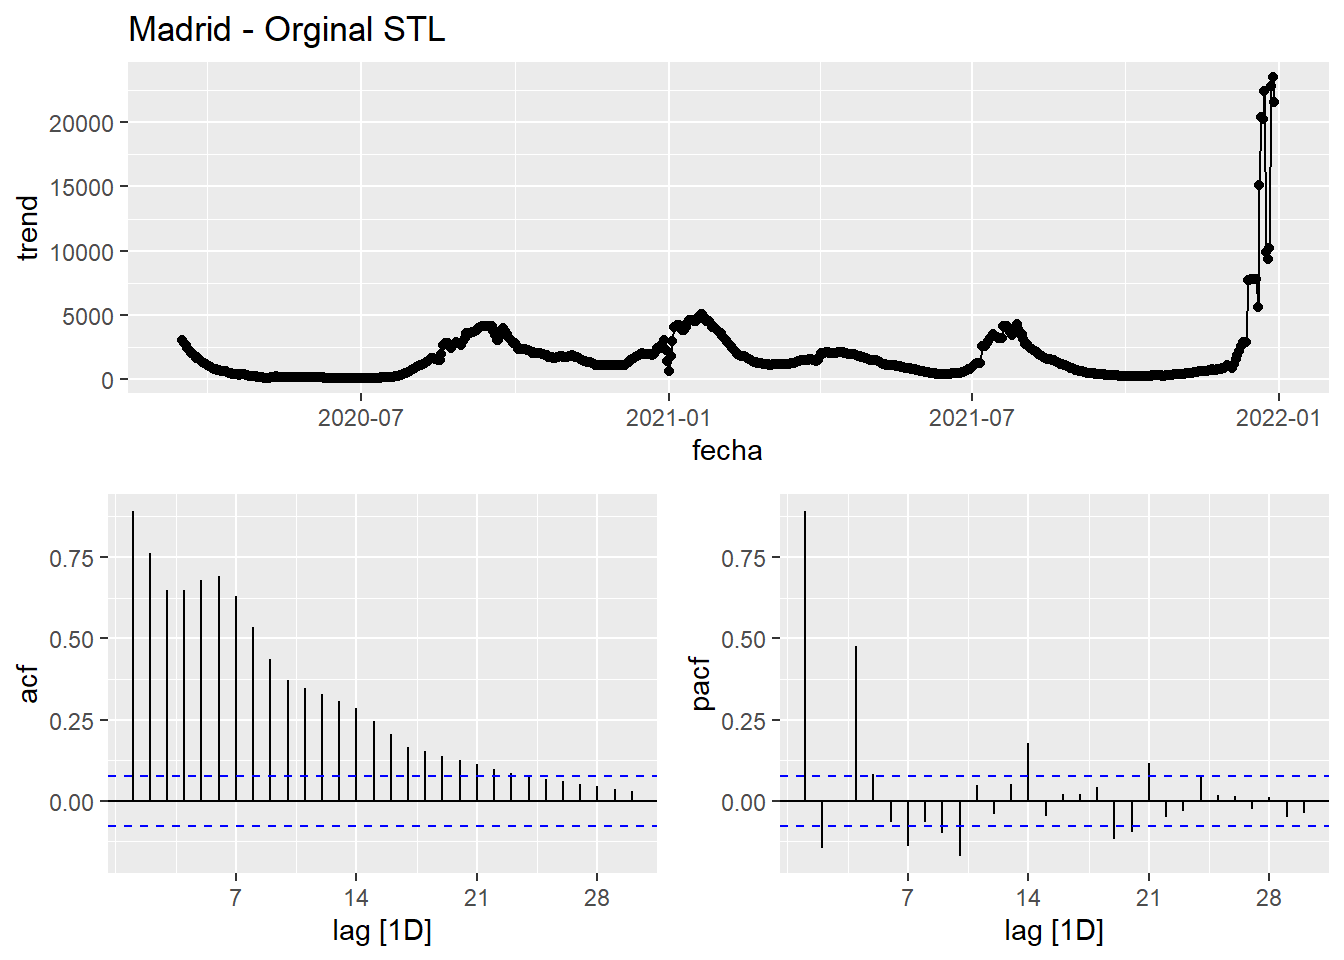 Madrid - Orginal STL
trend
20000
15000
10000
5000
0
2020-07 2021-01 2021-07 2022-01
fecha
acf
0.75
0.50
0.25
0.00
7 14 21 28
lag [1D]
pacf
0.75
0.50
0.25
0.00
7 14 21 28
lag [1D]